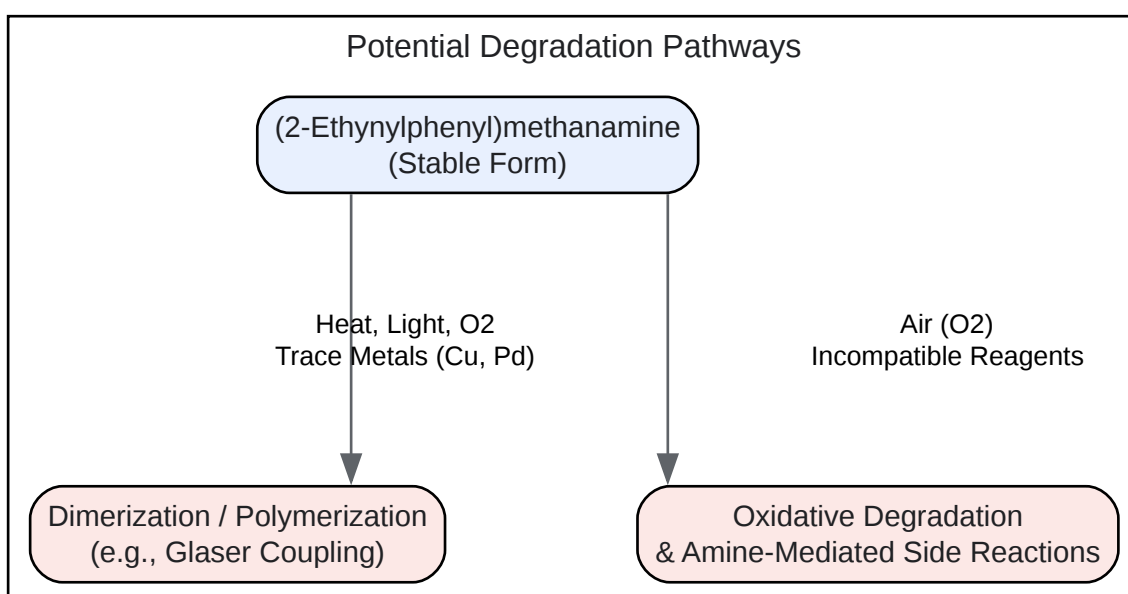 Potential Degradation Pathways
(2-Ethynylphenyl)methanamine
(Stable Form)
Heat, Light, O2
Trace Metals (Cu, Pd)
Air (O2)
Incompatible Reagents
Dimerization / Polymerization
(e.g., Glaser Coupling)
Oxidative Degradation
& Amine-Mediated Side Reactions